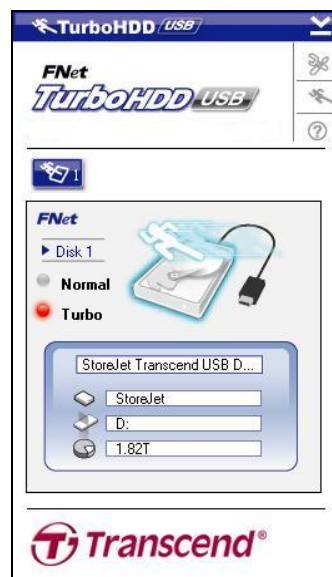 TurboHDD USB
FNet
TurboHDD USB
?
1
FNet
Disk 1
Normal
Turbo
StoreJet Transcend USB D...
StoreJet
D:
1.82T
Transcend®